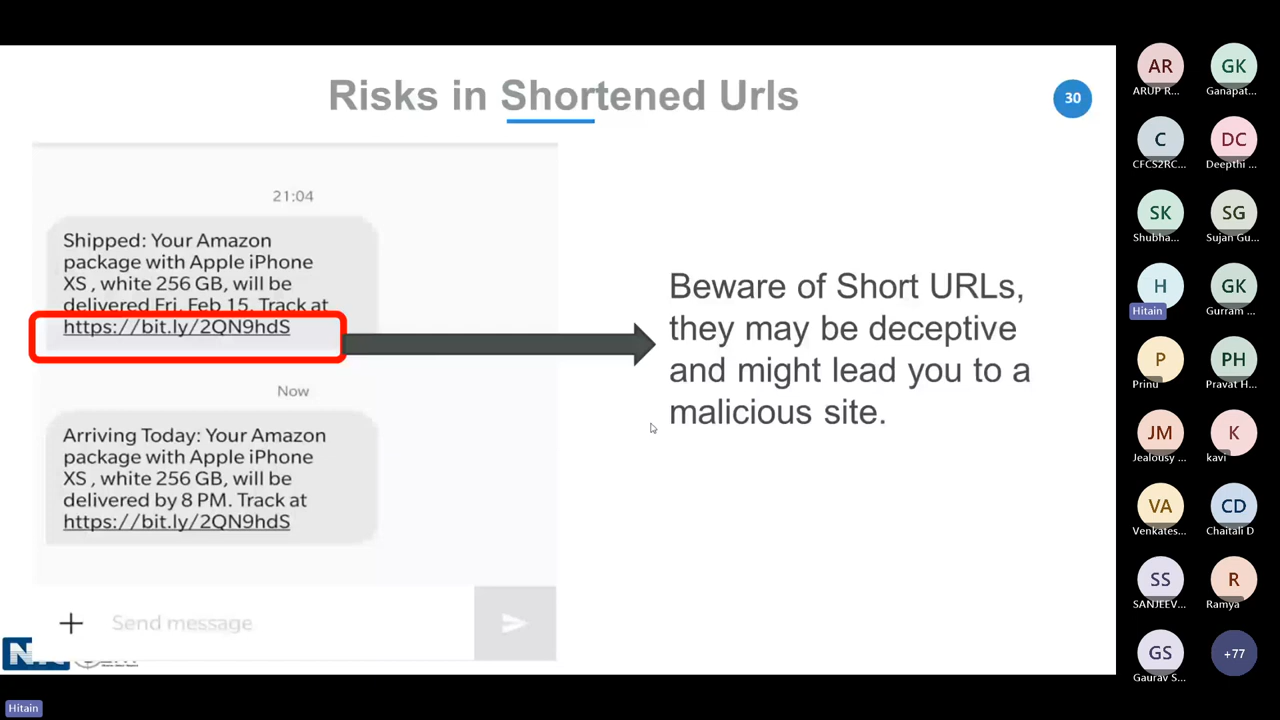 Risks in Shortened Urls
30
21:04
Shipped: Your Amazon
package with Apple iPhone
XS , white 256 GB, will be
delivered Fri, Feb 15. Track at
https://bit.ly/2QN9hdS
Now
Arriving Today: Your Amazon
package with Apple iPhone
XS , white 256 GB, will be
delivered by 8 PM. Track at
https://bit.ly/2QN9hdS
Send message
Beware of Short URLs,
they may be deceptive
and might lead you to a
malicious site.
AR
ARUP R...
GK
Ganapat...
C
CFCS2RC...
DC
Deepthi ...
SK
Shubha...
SG
Sujan Gu...
H
Hitain
GK
Gurram ...
P
Prinu
PH
Pravat H...
JM
Jealousy ...
K
kavi
VA
Venkates...
CD
Chaitali D
SS
SANJEEV...
R
Ramya
GS
Gaurav S...
+77
Hitain